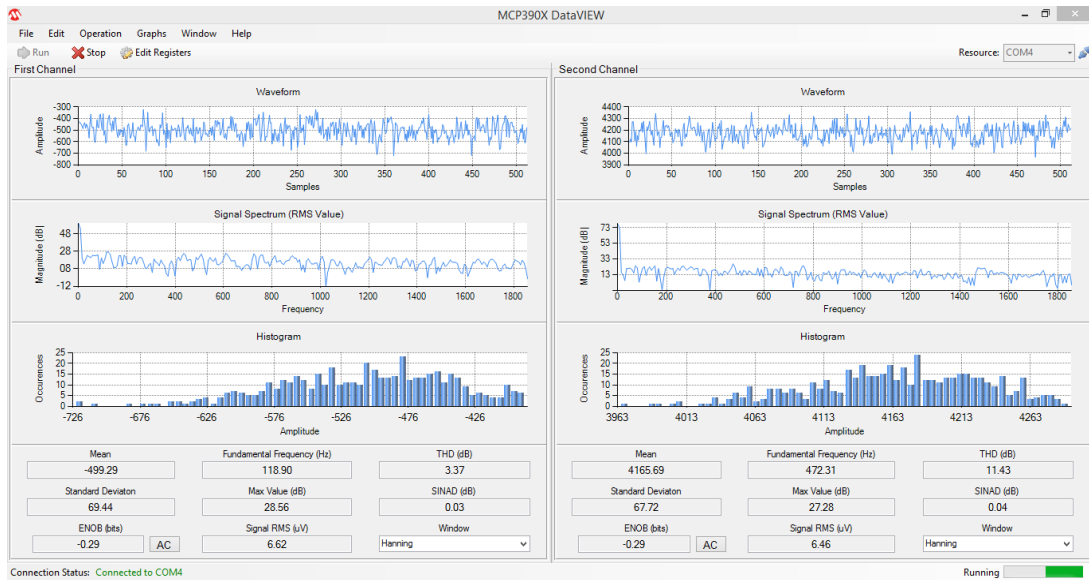 MCP390X DataVIEW
File Edit Operation Graphs Window Help
Run Stop Edit Registers Resource: COM4
First Channel
Waveform
Amplitude
-300
-400
-500
-600
-700
-800
0 50 100 150 200 250 300 350 400 450 500
Samples
Signal Spectrum (RMS Value)
Magnitude (dB)
48
28
08
-12
0 200 400 600 800 1000 1200 1400 1600 1800
Frequency
Histogram
Occurences
25
20
15
10
5
0
-726 -676 -626 -576 -526 -476 -426
Amplitude
Mean Fundamental Frequency (Hz) THD (dB)
-499.29 118.90 3.37
Standard Deviaton Max Value (dB) SINAD (dB)
69.44 28.56 0.03
ENOB (bits) Signal RMS (uV) Window
-0.29 AC 6.62 Hanning
Second Channel
Waveform
Amplitude
4400
4300
4200
4100
4000
3900
0 50 100 150 200 250 300 350 400 450 500
Samples
Signal Spectrum (RMS Value)
Magnitude (dB)
73
53
33
13
0 200 400 600 800 1000 1200 1400 1600 1800
Frequency
Histogram
Occurences
25
20
15
10
5
0
3963 4013 4063 4113 4163 4213 4263
Amplitude
Mean Fundamental Frequency (Hz) THD (dB)
4165.69 472.31 11.43
Standard Deviaton Max Value (dB) SINAD (dB)
67.72 27.28 0.04
ENOB (bits) Signal RMS (uV) Window
-0.29 AC 6.46 Hanning
Connection Status: Connected to COM4 Running